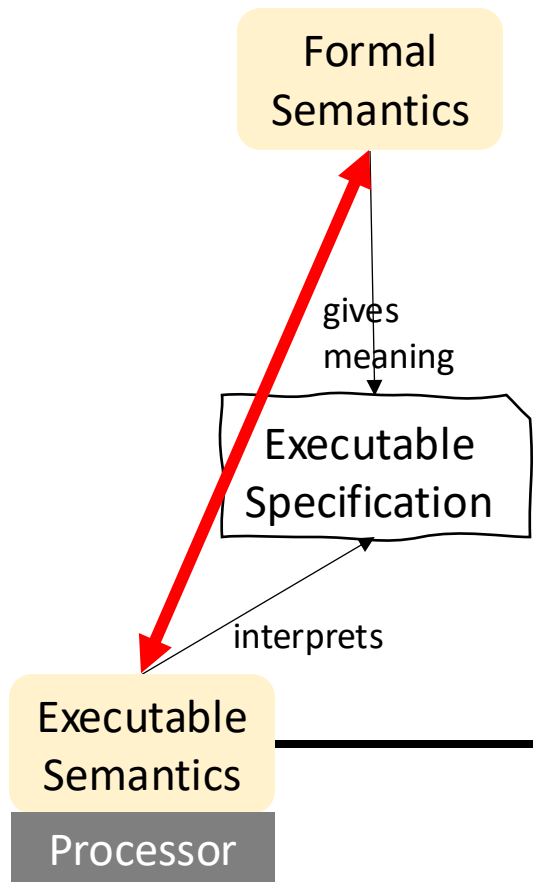 Formal
Semantics
gives
meaning
Executable
Specification
interprets
Executable
Semantics
Processor